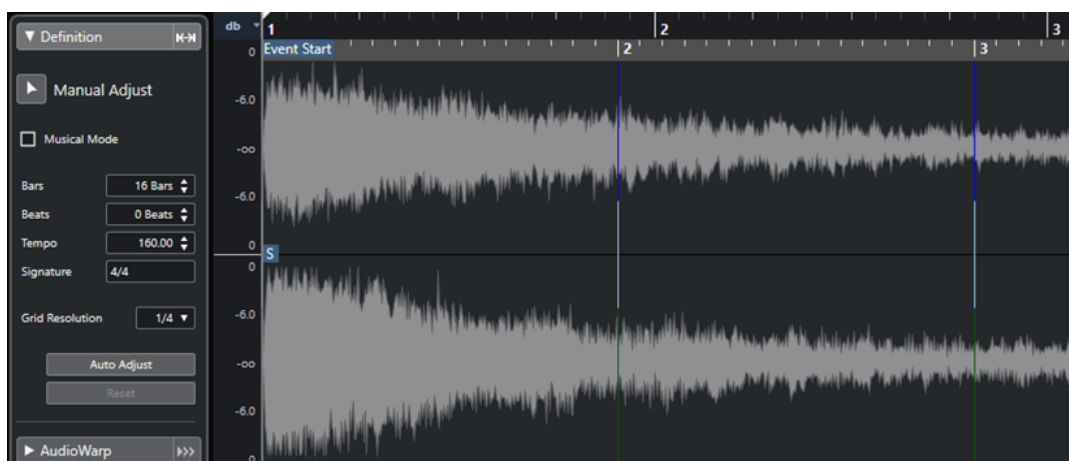 Definition
Manual Adjust
Musical Mode
Bars 16 Bars
Beats 0 Beats
Tempo 160.00
Signature 4/4
Grid Resolution 1/4
Auto Adjust
Reset
AudioWarp
db 1 2 3
0 Event Start 2 3
-6.0
-∞
-6.0
0
S
0
-6.0
-∞
-6.0
0